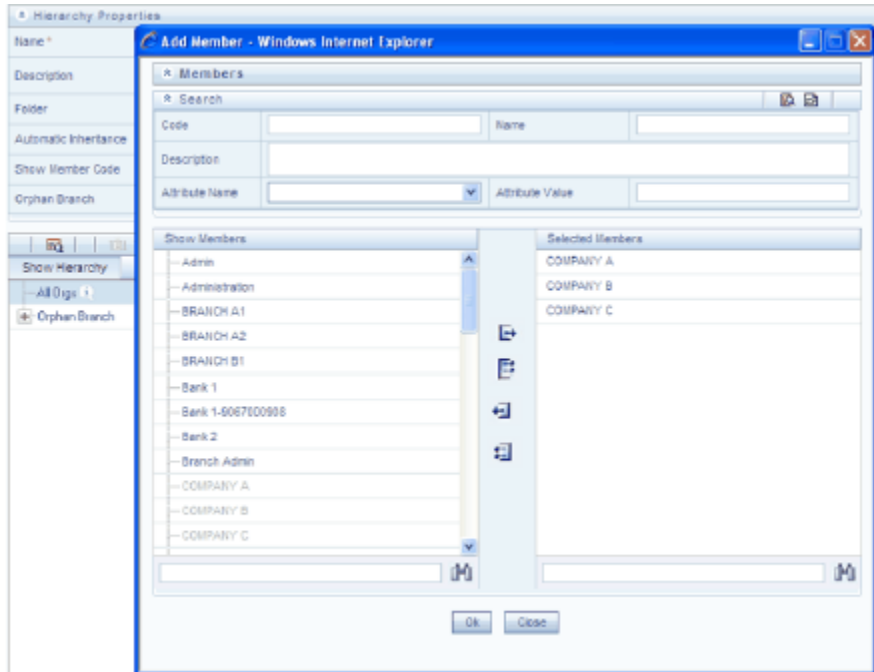 Hierarchy Properties
Name *
Description
Folder
Automatic Inheritance
Show Member Code
Orphan Branch
Show Hierarchy
All Orgs
Orphan Branch
Add Member - Windows Internet Explorer
Members
Search
Code
Name
Description
Attribute Name
Attribute Value
Show Members
Admin
Administration
BRANCH A1
BRANCH A2
BRANCH B1
Bank 1
Bank 1-9067000908
Bank 2
Branch Admin
COMPANY A
COMPANY B
COMPANY C
Selected Members
COMPANY A
COMPANY B
COMPANY C
Ok
Close